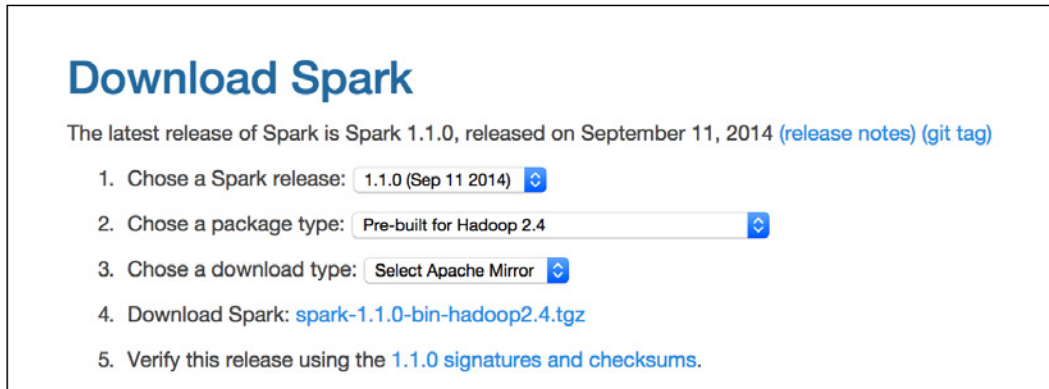 Download Spark
The latest release of Spark is Spark 1.1.0, released on September 11, 2014 (release notes) (git tag)
1. Chose a Spark release: 1.1.0 (Sep 11 2014)
2. Chose a package type: Pre-built for Hadoop 2.4
3. Chose a download type: Select Apache Mirror
4. Download Spark: spark-1.1.0-bin-hadoop2.4.tgz
5. Verify this release using the 1.1.0 signatures and checksums.